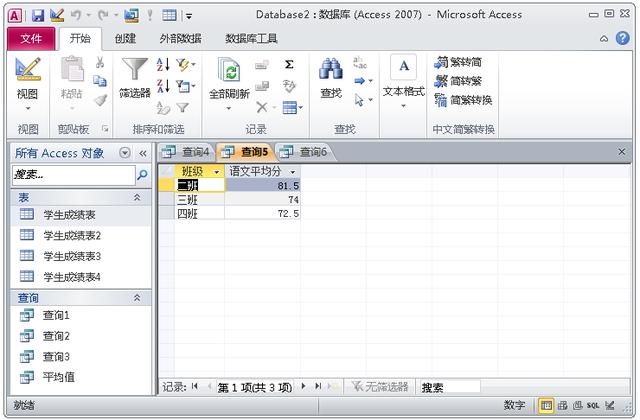 Database2 : 数据库 (Access 2007) - Microsoft Access
文件 开始 创建 外部数据 数据库工具
视图 粘贴 筛选器 全部刷新 查找 文本格式 繁转简
简转繁
简繁转换
视图 剪贴板 排序和筛选 记录 查找 中文简繁转换
所有 Access 对象
搜索...
表
学生成绩表
学生成绩表2
学生成绩表3
学生成绩表4
查询
查询1
查询2
查询3
平均值
查询4 查询5 查询6
班级 语文平均分
二班 81.5
三班 74
四班 72.5
记录: 第 1 项(共 3 项) 无筛选器 搜索
就绪 数字 SQL